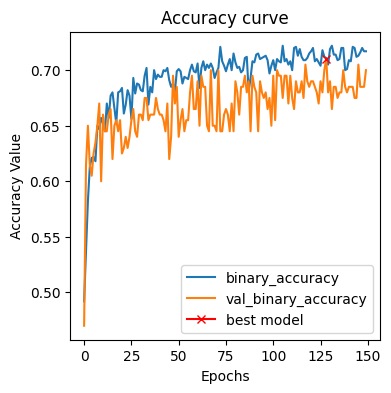 Accuracy curve
Accuracy Value
0.70
0.65
0.60
0.55
0.50
binary_accuracy
val_binary_accuracy
best model
0 25 50 75 100 125 150
Epochs